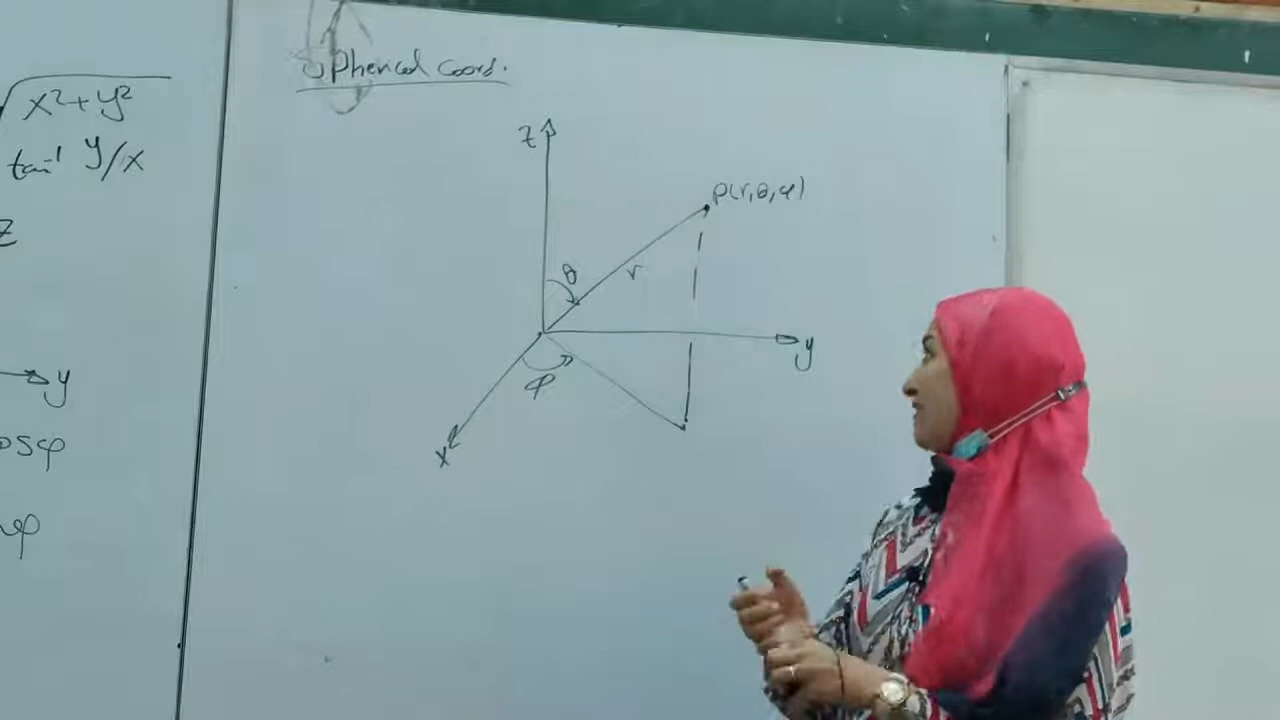 √x²+y²
tan⁻¹ y/x
z
y
osφ
φ
Spherical Coord.
z
P(r,θ,φ)
θ
r
y
φ
x